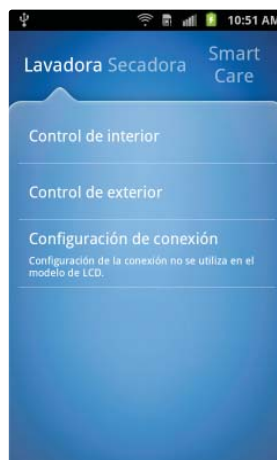 10:51 AM
Lavadora Secadora Smart
Care
Control de interior
Control de exterior
Configuración de conexión
Configuración de la conexión no se utiliza en el
modelo de LCD.